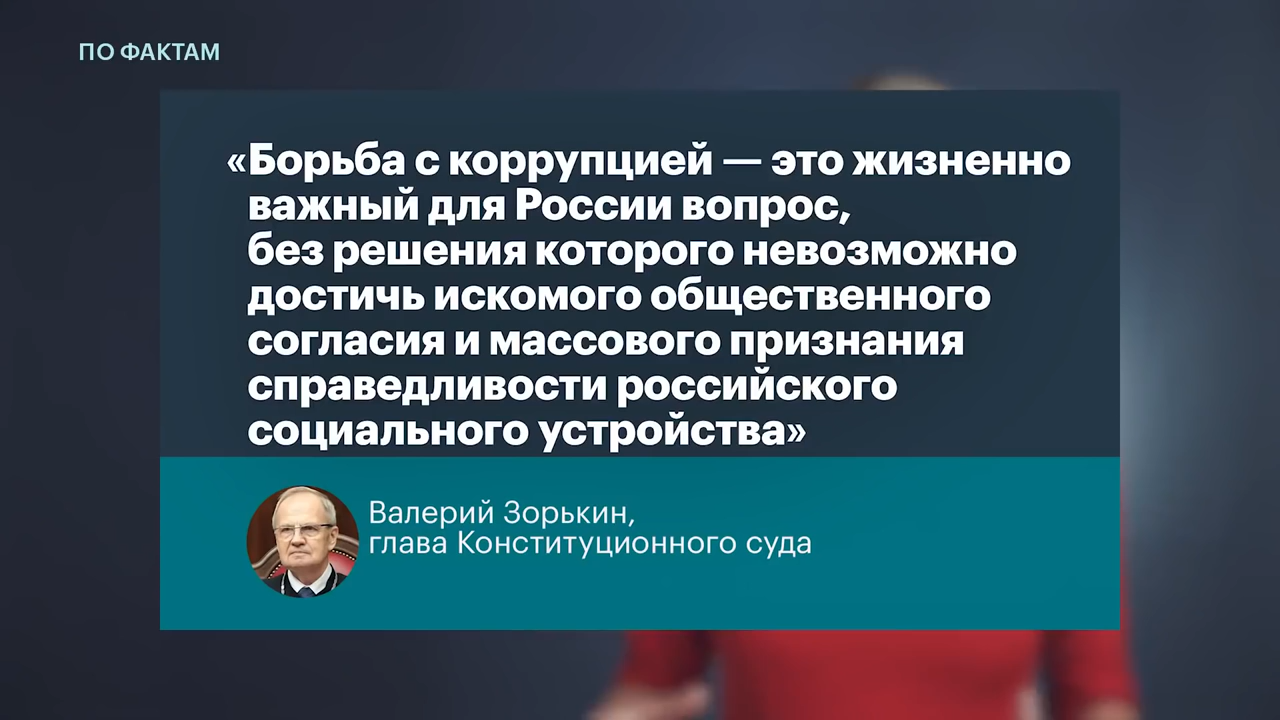 ПО ФАКТАМ
«Борьба с коррупцией — это жизненно
важный для России вопрос,
без решения которого невозможно
достичь искомого общественного
согласия и массового признания
справедливости российского
социального устройства»
Валерий Зорькин,
глава Конституционного суда